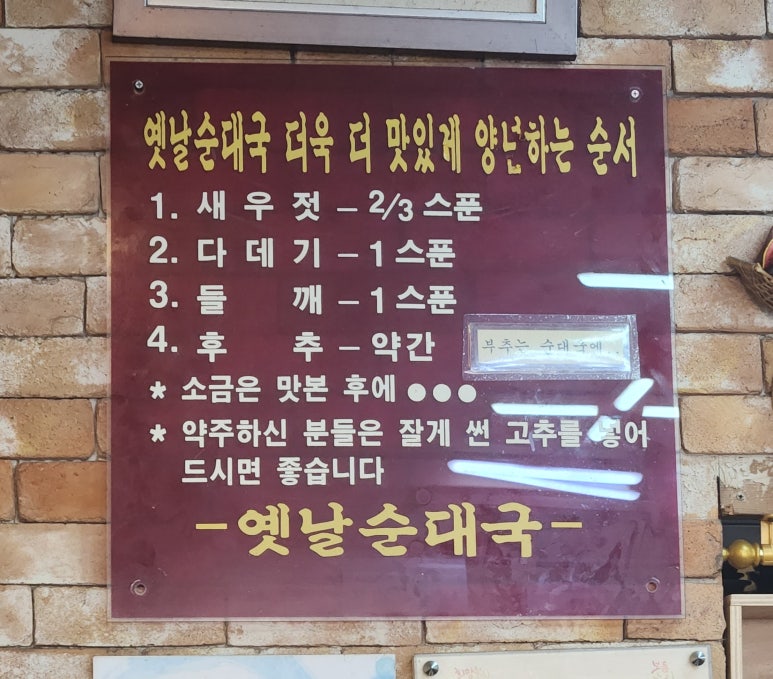 옛날순대국 더욱 더 맛있게 양년하는 순서
1. 새우젓 – 2/3 스푼
2. 다데기 – 1 스푼
3. 들 깨 – 1 스푼
4. 후 추 – 약간
부추는 순대국에
* 소금은 맛본 후에 ●●●
* 약주하신 분들은 잘게 썬 고추를 넣어
드시면 좋습니다
–옛날순대국–